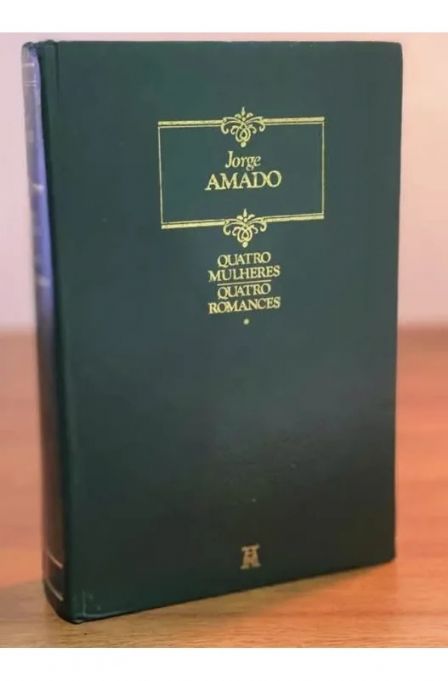 Jorge
AMADO
QUATRO
MULHERES
QUATRO
ROMANCES